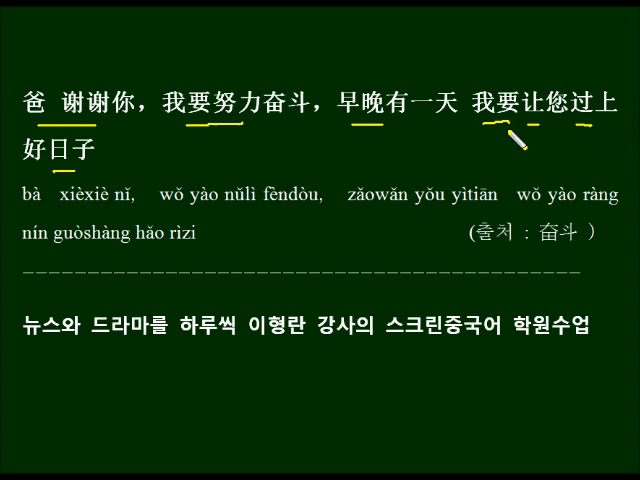 爸 谢谢你，我要努力奋斗，早晚有一天 我要让您过上
好日子
bà xièxiè nǐ, wǒ yào nǔlì fèndòu, zǎowǎn yǒu yìtiān wǒ yào ràng
nín guòshàng hǎo rìzi (출처 : 奋斗 )
뉴스와 드라마를 하루씩 이형란 강사의 스크린중국어 학원수업